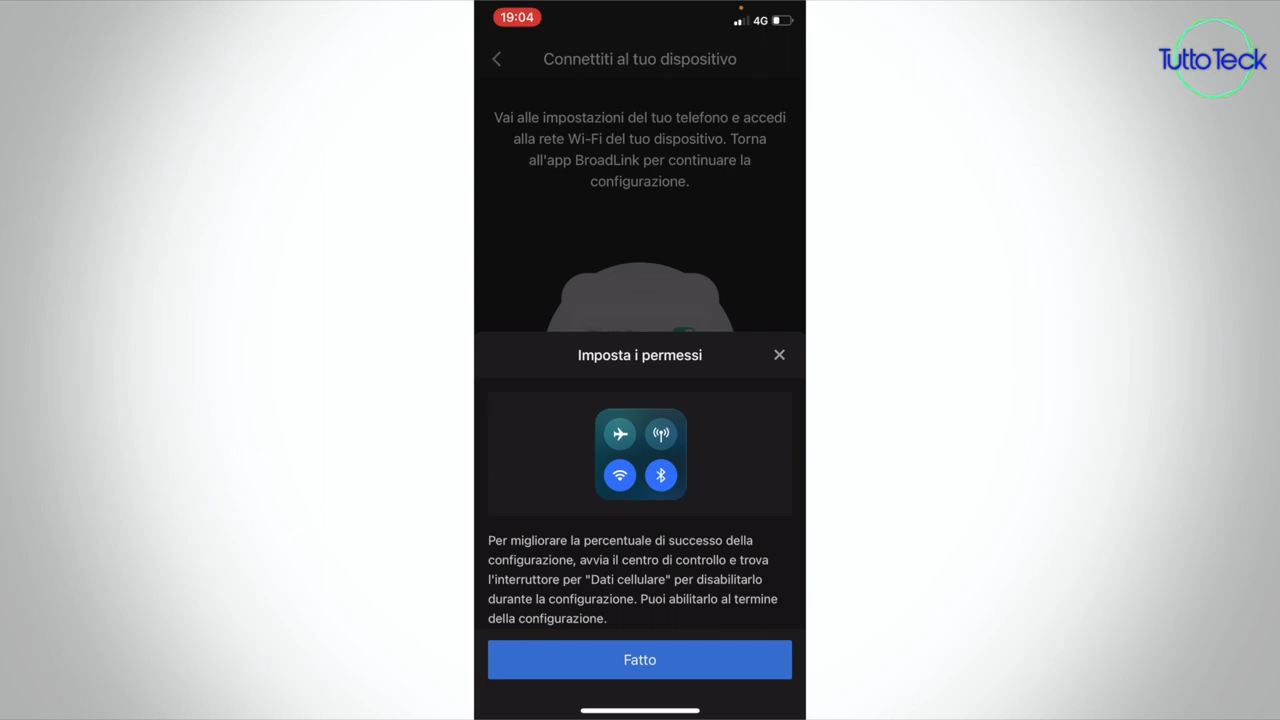 19:04
4G
TuttoTeck
Connettiti al tuo dispositivo
Vai alle impostazioni del tuo telefono e accedi
alla rete Wi-Fi del tuo dispositivo. Torna
all'app BroadLink per continuare la
configurazione.
Imposta i permessi
Per migliorare la percentuale di successo della
configurazione, avvia il centro di controllo e trova
l'interruttore per "Dati cellulare" per disabilitarlo
durante la configurazione. Puoi abilitarlo al termine
della configurazione.
Fatto